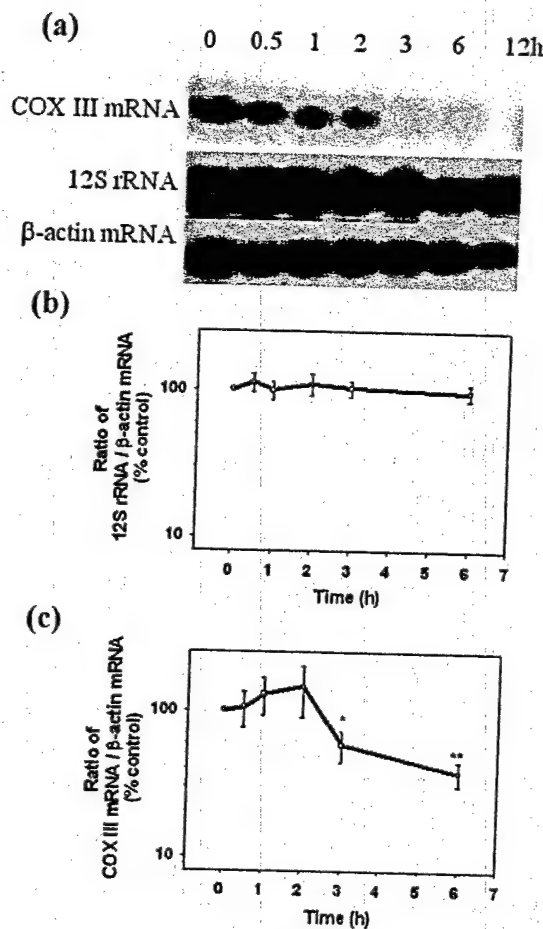 (a)
0 0.5 1 2 3 6 12h
COX III mRNA
12S rRNA
β-actin mRNA
(b)
Ratio of
12S rRNA / β-actin mRNA
(% control)
100
10
0 1 2 3 4 5 6 7
Time (h)
(c)
Ratio of
COX III mRNA / β-actin mRNA
(% control)
100
10
*
**
0 1 2 3 4 5 6 7
Time (h)